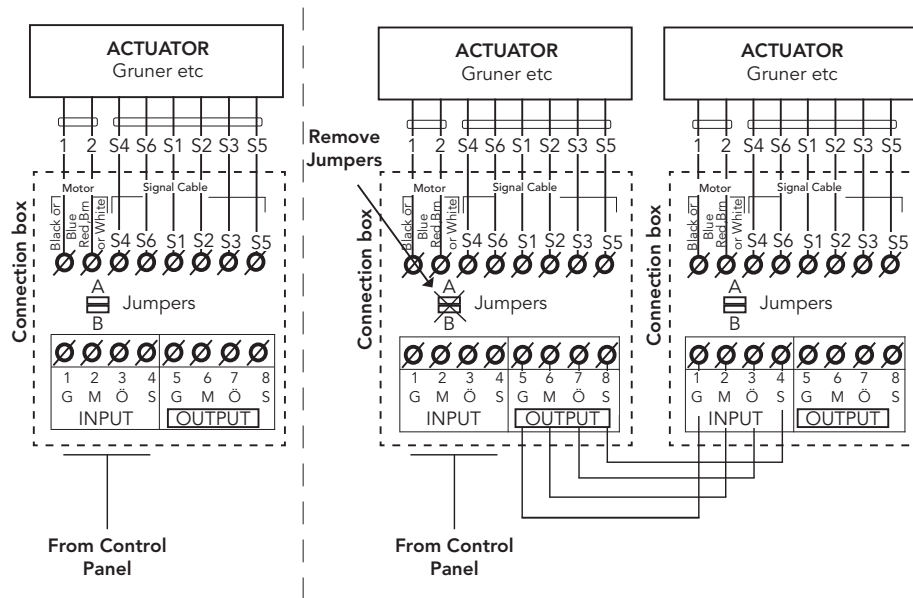 ACTUATOR
Gruner etc
1 2 S4 S6 S1 S2 S3 S5
Connection box
Motor
Signal Cable
Black or
Blue
Red.Brn
or White
S4 S6 S1 S2 S3 S5
A
Jumpers
B
1 2 3 4 5 6 7 8
G M Ö S G M Ö S
INPUT OUTPUT
From Control
Panel
ACTUATOR
Gruner etc
Remove
Jumpers
1 2 S4 S6 S1 S2 S3 S5
Connection box
Motor
Signal Cable
Black or
Blue
Red.Brn
or White
S4 S6 S1 S2 S3 S5
A
Jumpers
B
1 2 3 4 5 6 7 8
G M Ö S G M Ö S
INPUT OUTPUT
From Control
Panel
ACTUATOR
Gruner etc
1 2 S4 S6 S1 S2 S3 S5
Connection box
Motor
Signal Cable
Black or
Blue
Red.Brn
or White
S4 S6 S1 S2 S3 S5
A
Jumpers
B
1 2 3 4 5 6 7 8
G M Ö S G M Ö S
INPUT OUTPUT